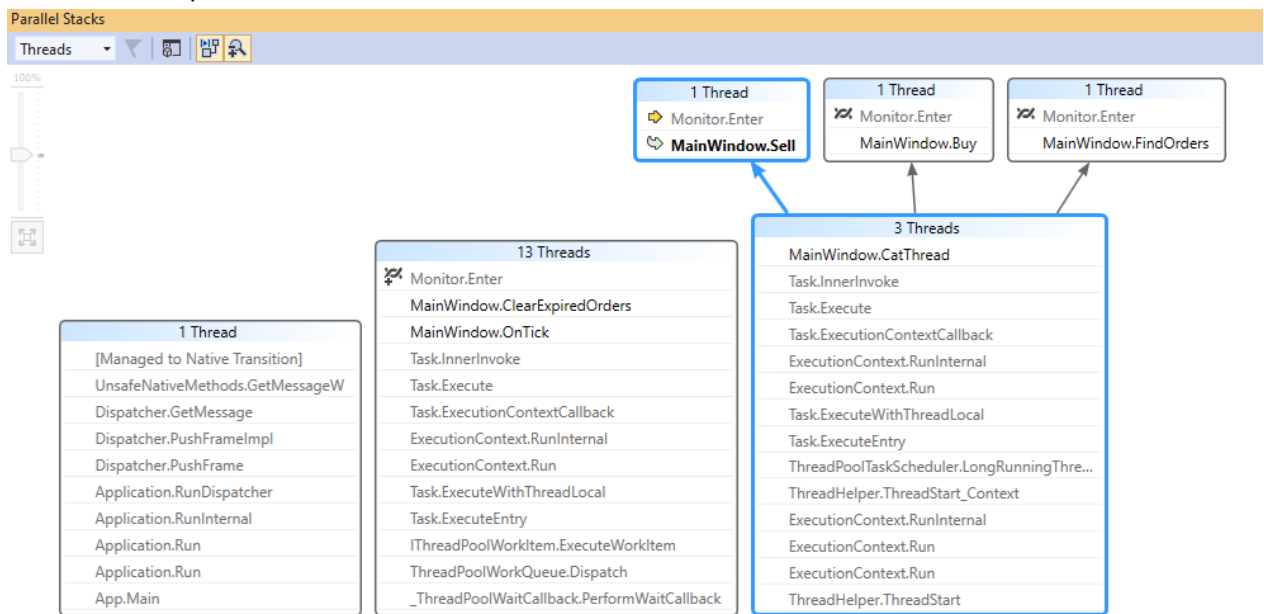 Parallel Stacks
Threads
100%
1 Thread
Monitor.Enter
MainWindow.Sell
1 Thread
Monitor.Enter
MainWindow.Buy
1 Thread
Monitor.Enter
MainWindow.FindOrders
1 Thread
[Managed to Native Transition]
UnsafeNativeMethods.GetMessageW
Dispatcher.GetMessage
Dispatcher.PushFrameImpl
Dispatcher.PushFrame
Application.RunDispatcher
Application.RunInternal
Application.Run
Application.Run
App.Main
13 Threads
Monitor.Enter
MainWindow.ClearExpiredOrders
MainWindow.OnTick
Task.InnerInvoke
Task.Execute
Task.ExecutionContextCallback
ExecutionContext.RunInternal
ExecutionContext.Run
Task.ExecuteWithThreadLocal
Task.ExecuteEntry
IThreadPoolWorkItem.ExecuteWorkItem
ThreadPoolWorkQueue.Dispatch
_ThreadPoolWaitCallback.PerformWaitCallback
3 Threads
MainWindow.CatThread
Task.InnerInvoke
Task.Execute
Task.ExecutionContextCallback
ExecutionContext.RunInternal
ExecutionContext.Run
Task.ExecuteWithThreadLocal
Task.ExecuteEntry
ThreadPoolTaskScheduler.LongRunningThre...
ThreadHelper.ThreadStart_Context
ExecutionContext.RunInternal
ExecutionContext.Run
ExecutionContext.Run
ThreadHelper.ThreadStart